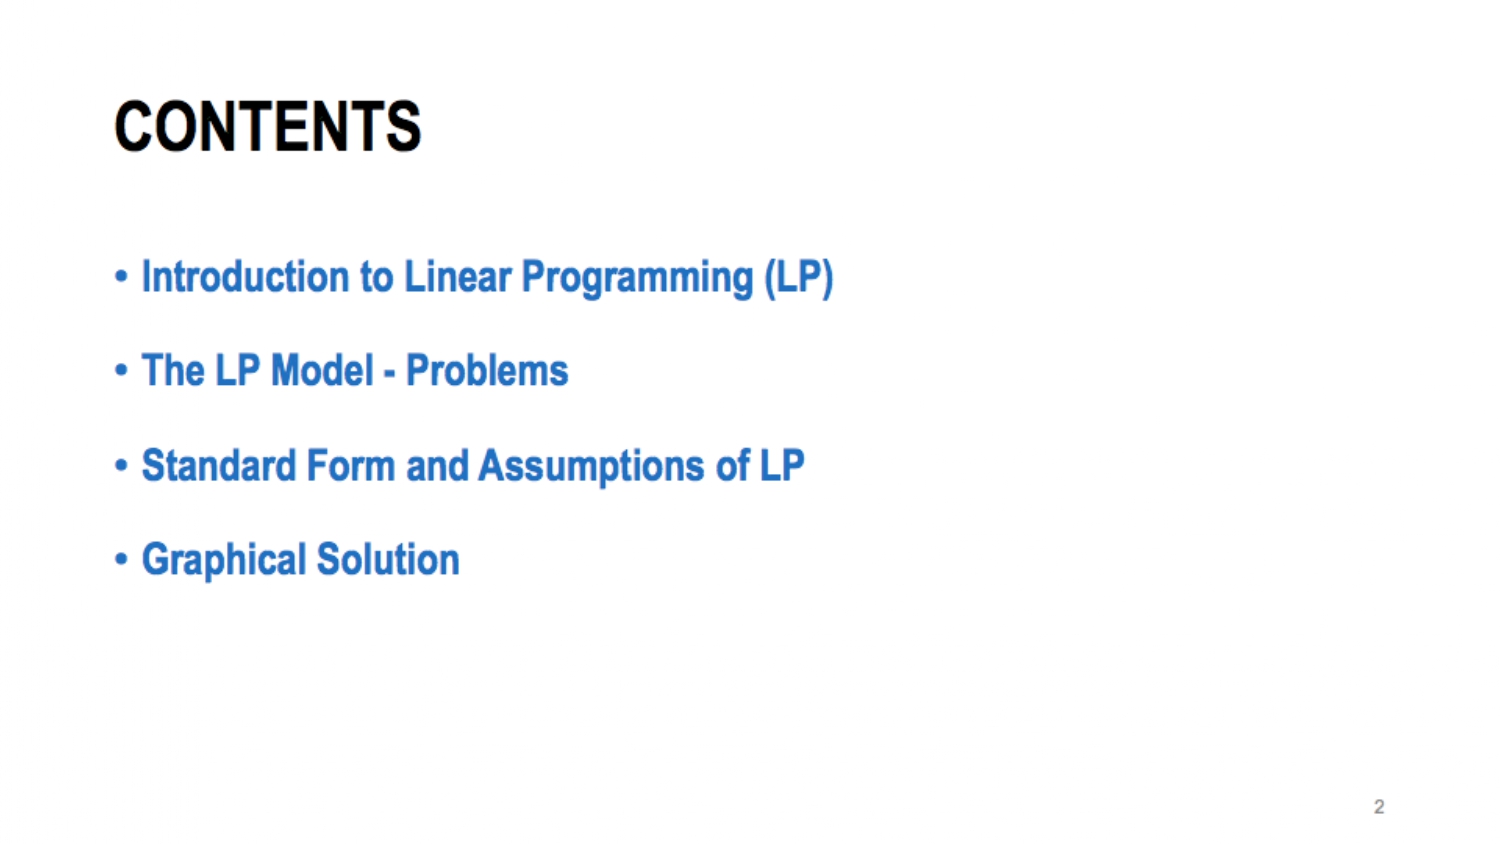 CONTENTS
• Introduction to Linear Programming (LP)
• The LP Model - Problems
• Standard Form and Assumptions of LP
• Graphical Solution
2